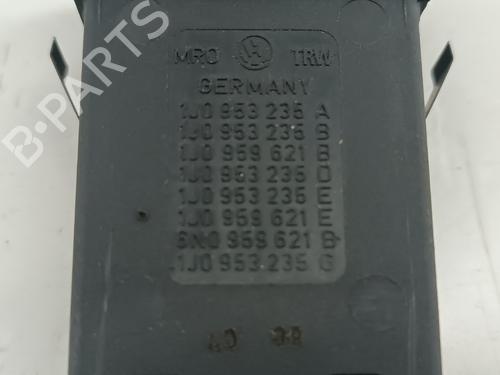 MRO TRW
GERMANY
1J0 953 235 A
1J0 953 235 B
1J0 959 621 B
1J0 953 235 D
1J0 953 235 E
1J0 959 621 E
6N0 959 621 B
1J0 953 235 G
B-PARTS